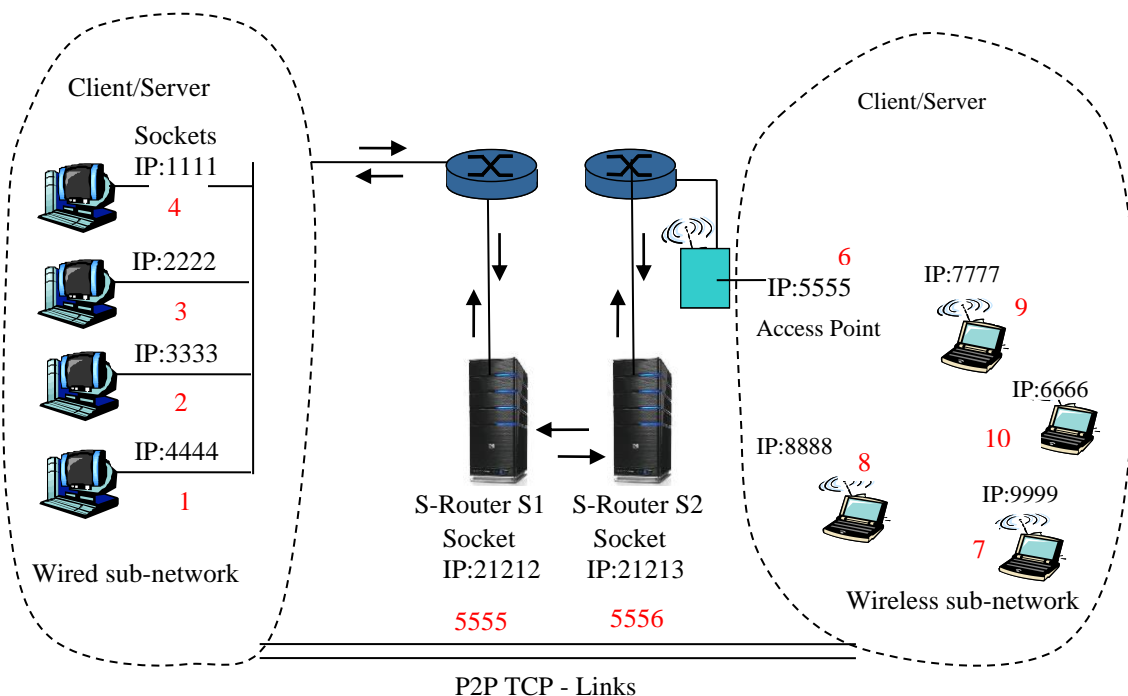 Client/Server
Sockets
IP:1111
4
IP:2222
3
IP:3333
2
IP:4444
1
Wired sub-network
S-Router S1
Socket
IP:21212
5555
S-Router S2
Socket
IP:21213
5556
Client/Server
6
IP:5555
Access Point
IP:7777
9
IP:6666
10
IP:8888
8
IP:9999
7
Wireless sub-network
P2P TCP - Links